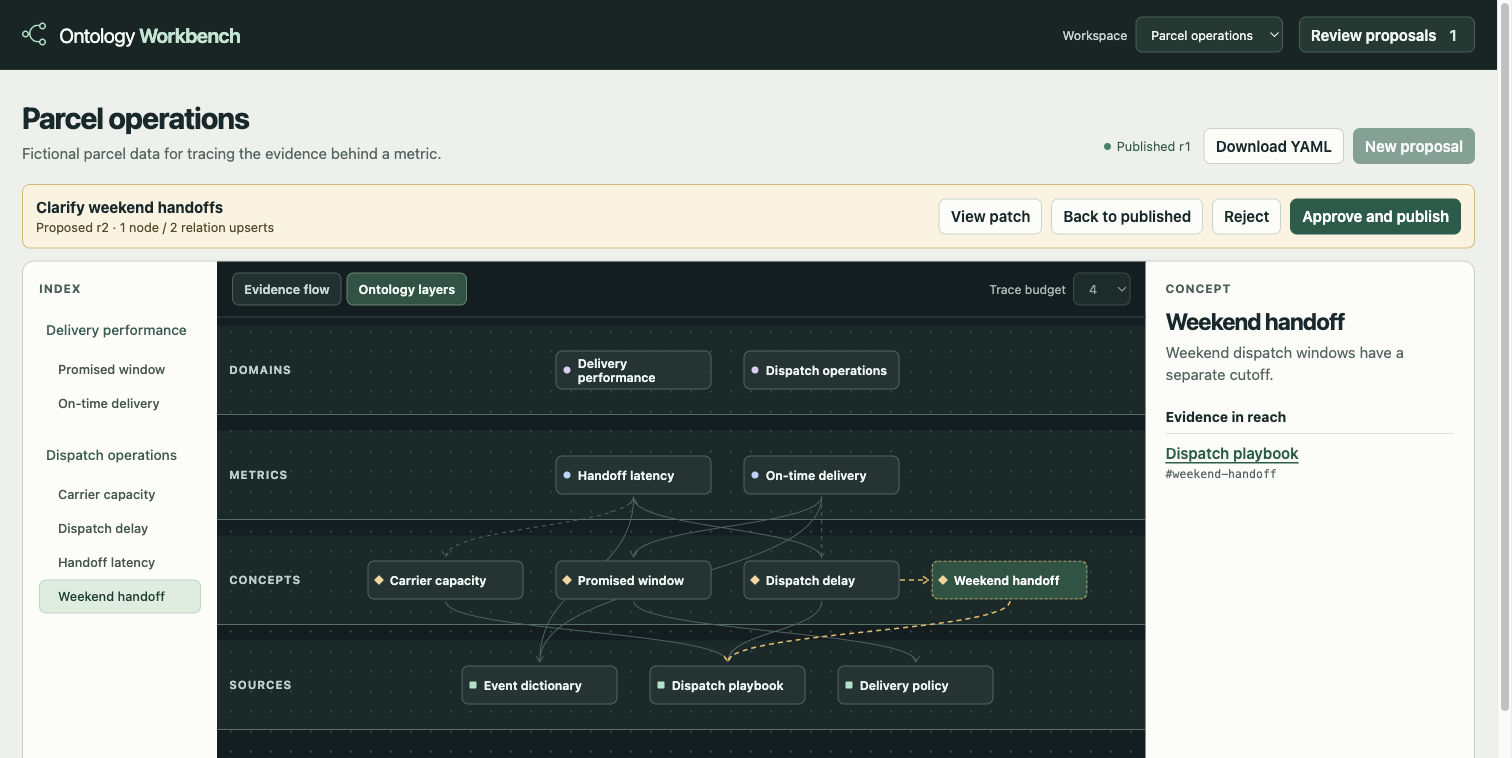 Ontology Workbench
Workspace
Parcel operations
Review proposals 1
Parcel operations
Fictional parcel data for tracing the evidence behind a metric.
Published r1
Download YAML
New proposal
Clarify weekend handoffs
Proposed r2 · 1 node / 2 relation upserts
View patch
Back to published
Reject
Approve and publish
INDEX
Delivery performance
Promised window
On-time delivery
Dispatch operations
Carrier capacity
Dispatch delay
Handoff latency
Weekend handoff
Evidence flow
Ontology layers
Trace budget
4
DOMAINS
Delivery
performance
Dispatch operations
METRICS
Handoff latency
On-time delivery
CONCEPTS
Carrier capacity
Promised window
Dispatch delay
Weekend handoff
SOURCES
Event dictionary
Dispatch playbook
Delivery policy
CONCEPT
Weekend handoff
Weekend dispatch windows have a
separate cutoff.
Evidence in reach
Dispatch playbook
#weekend-handoff